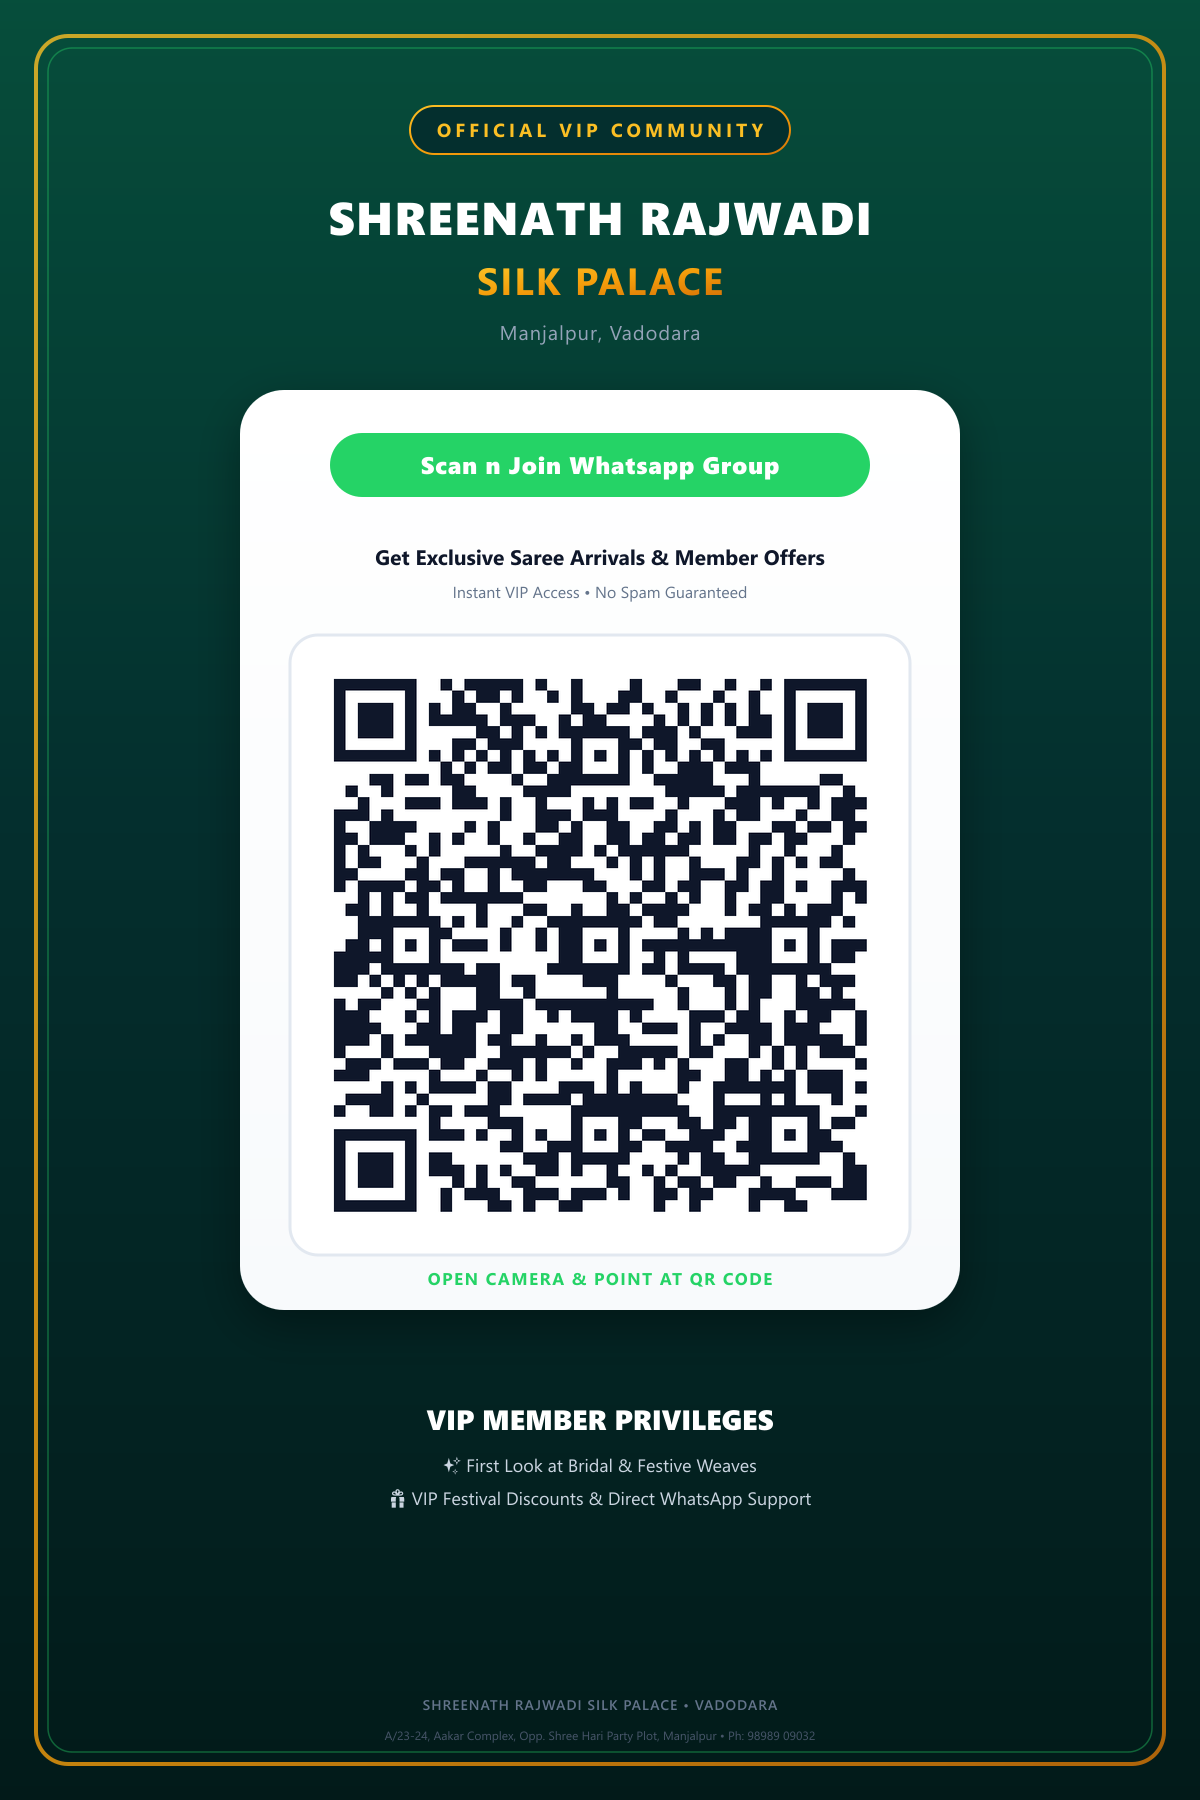 OFFICIAL VIP COMMUNITY
SHREENATH RAJWADI
SILK PALACE
Manjalpur, Vadodara
Scan n Join Whatsapp Group
Get Exclusive Saree Arrivals & Member Offers
Instant VIP Access • No Spam Guaranteed
OPEN CAMERA & POINT AT QR CODE
VIP MEMBER PRIVILEGES
✨ First Look at Bridal & Festive Weaves
🎁 VIP Festival Discounts & Direct WhatsApp Support
SHREENATH RAJWADI SILK PALACE • VADODARA
A/23-24, Aakar Complex, Opp. Shree Hari Party Plot, Manjalpur • Ph: 98989 09032